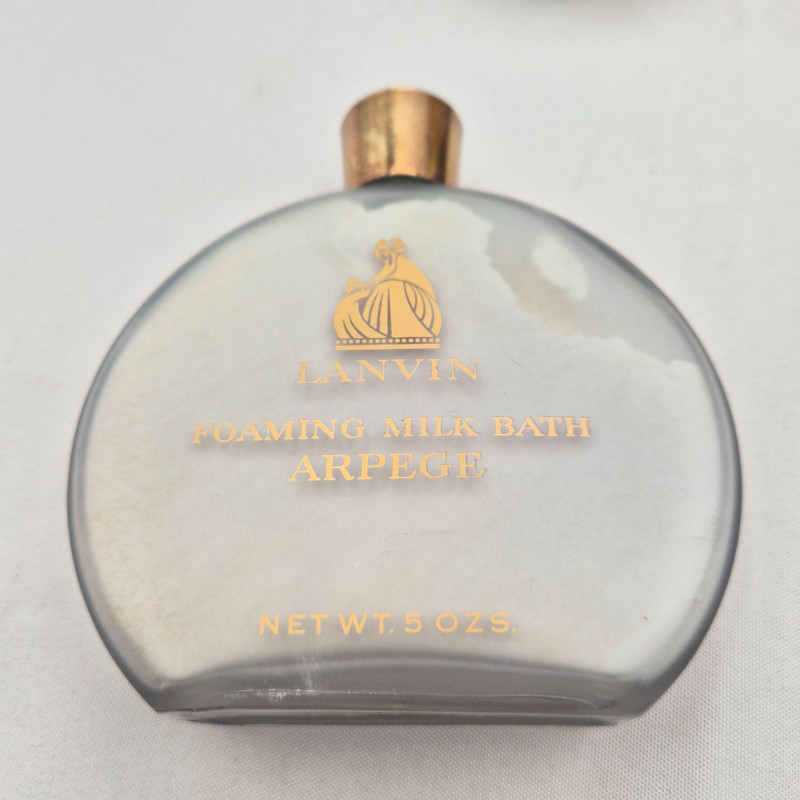 LANVIN
FOAMING MILK BATH
ARPEGE
NET WT. 5 OZS.